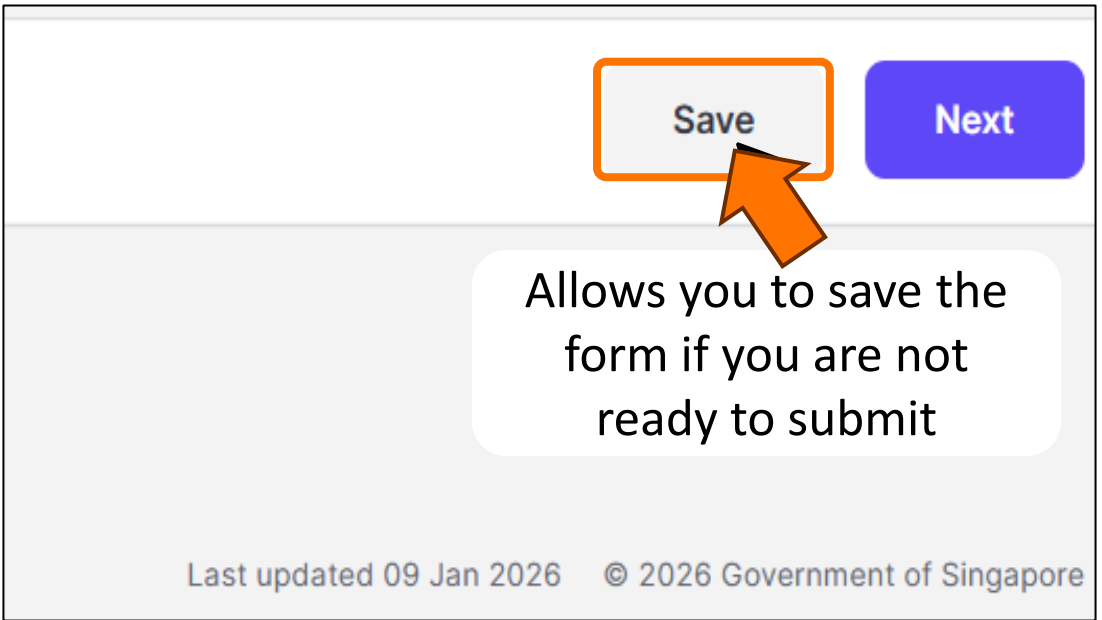 Save Next
Allows you to save the
form if you are not
ready to submit
Last updated 09 Jan 2026 © 2026 Government of Singapore